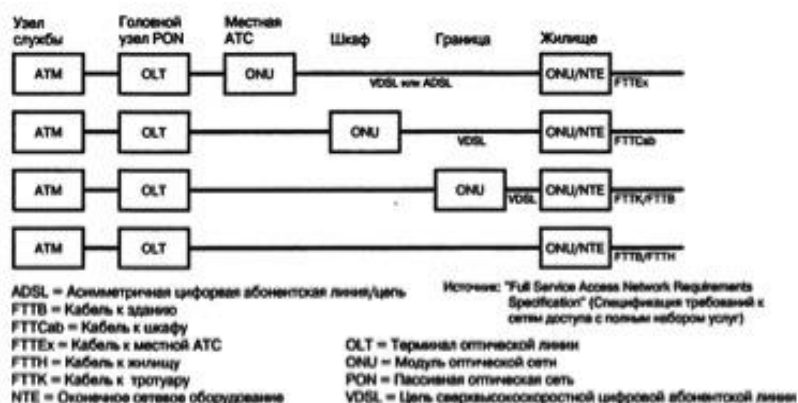 Узел службы
Головной узел PON
Местная АТС
Шкаф
Граница
Жилище
ATM
OLT
ONU
VDSL или ADSL
ONU/NTE
FTTEx
ATM
OLT
ONU
VDSL
ONU/NTE
FTTCab
ATM
OLT
ONU
VDSL
ONU/NTE
FTTK/FTTB
ATM
OLT
ONU/NTE
FTTB/FTTH
ADSL = Асимметричная цифорвая абонентская линия/цепь
FTTB = Кабель к зданию
FTTCab = Кабель к шкафу
FTTEx = Кабель к местной АТС
FTTH = Кабель к жилищу
FTTK = Кабель к тротуару
NTE = Оконечное сетевое оборудование
Источник: "Full Service Access Network Requirements
Specification" (Спецификация требований к
сетям доступа с полным набором услуг)
OLT = Терминал оптической линии
ONU = Модуль оптической сети
PON = Пассивная оптическая сеть
VDSL = Цепь сверхвысокоскоростной цифровой абонентской линии